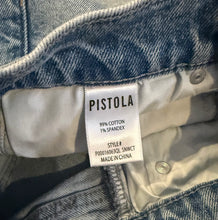 PISTOLA
99% COTTON
1% SPANDEX
STYLE#
MADE IN CHINA